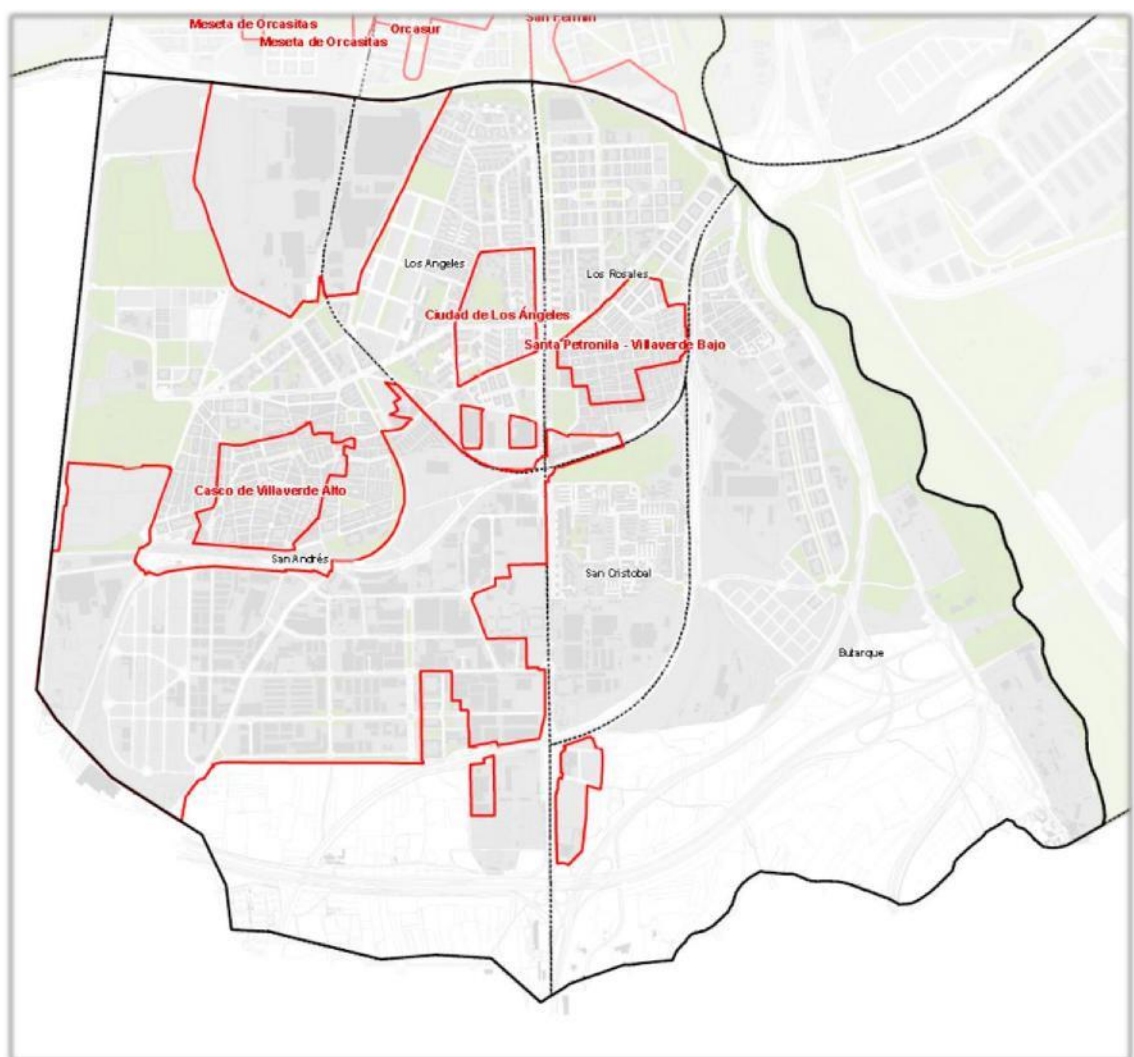 Meseta de Orcasitas
Orcasur
San Fermín
Meseta de Orcasitas
Los Angeles
Los Rosales
Ciudad de Los Ángeles
Santa Petronila - Villaverde Bajo
Casco de Villaverde Alto
San Andrés
San Cristobal
Butarque